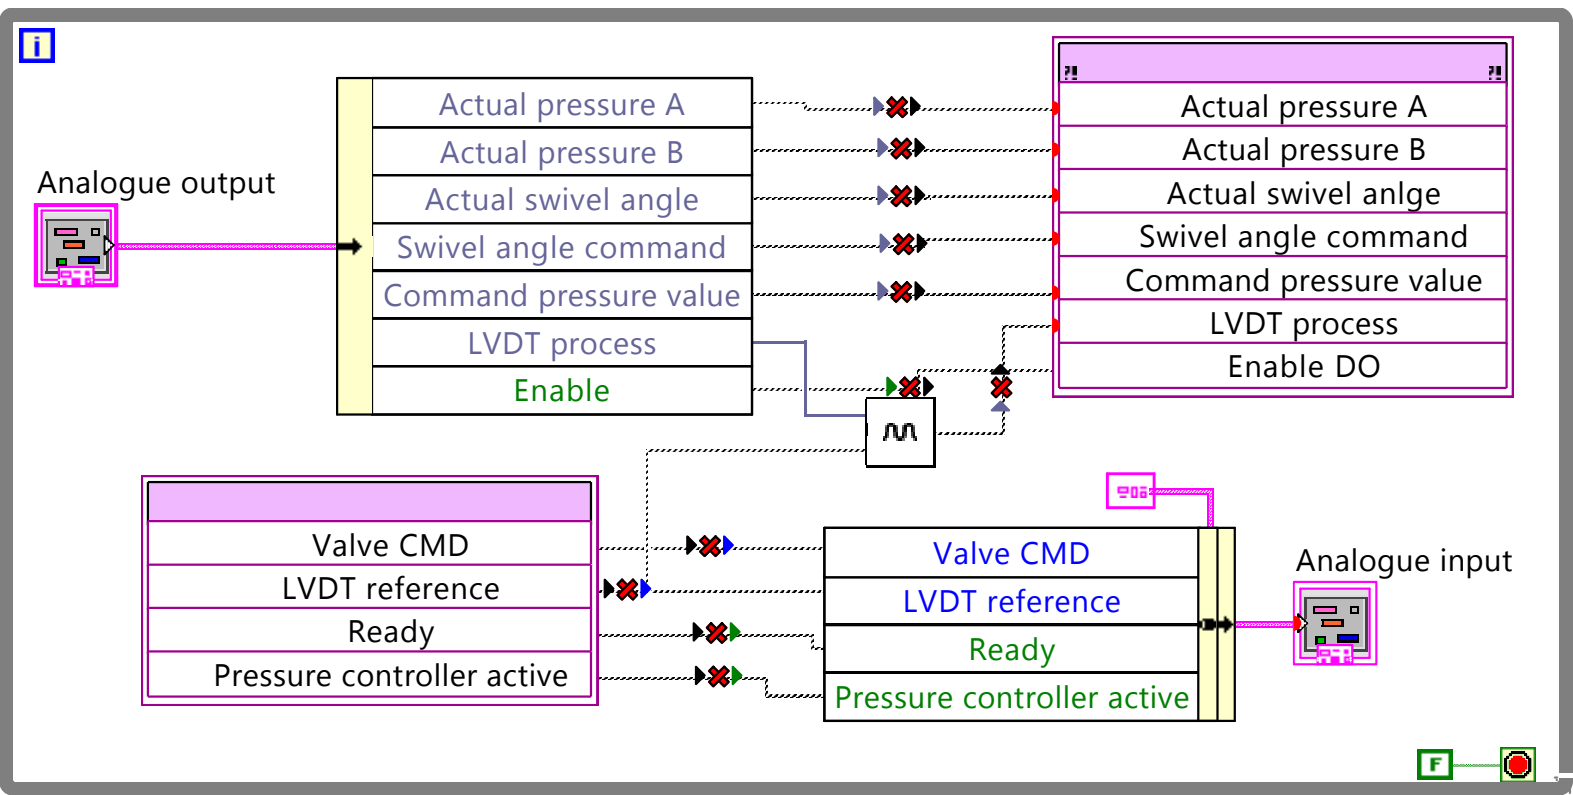 i
?!
?!
Actual pressure A
Actual pressure B
Actual swivel angle
Swivel angle command
Command pressure value
LVDT process
Enable
Actual pressure A
Actual pressure B
Actual swivel anlge
Swivel angle command
Command pressure value
LVDT process
Enable DO
Analogue output
Valve CMD
LVDT reference
Ready
Pressure controller active
Valve CMD
LVDT reference
Ready
Pressure controller active
Analogue input
F